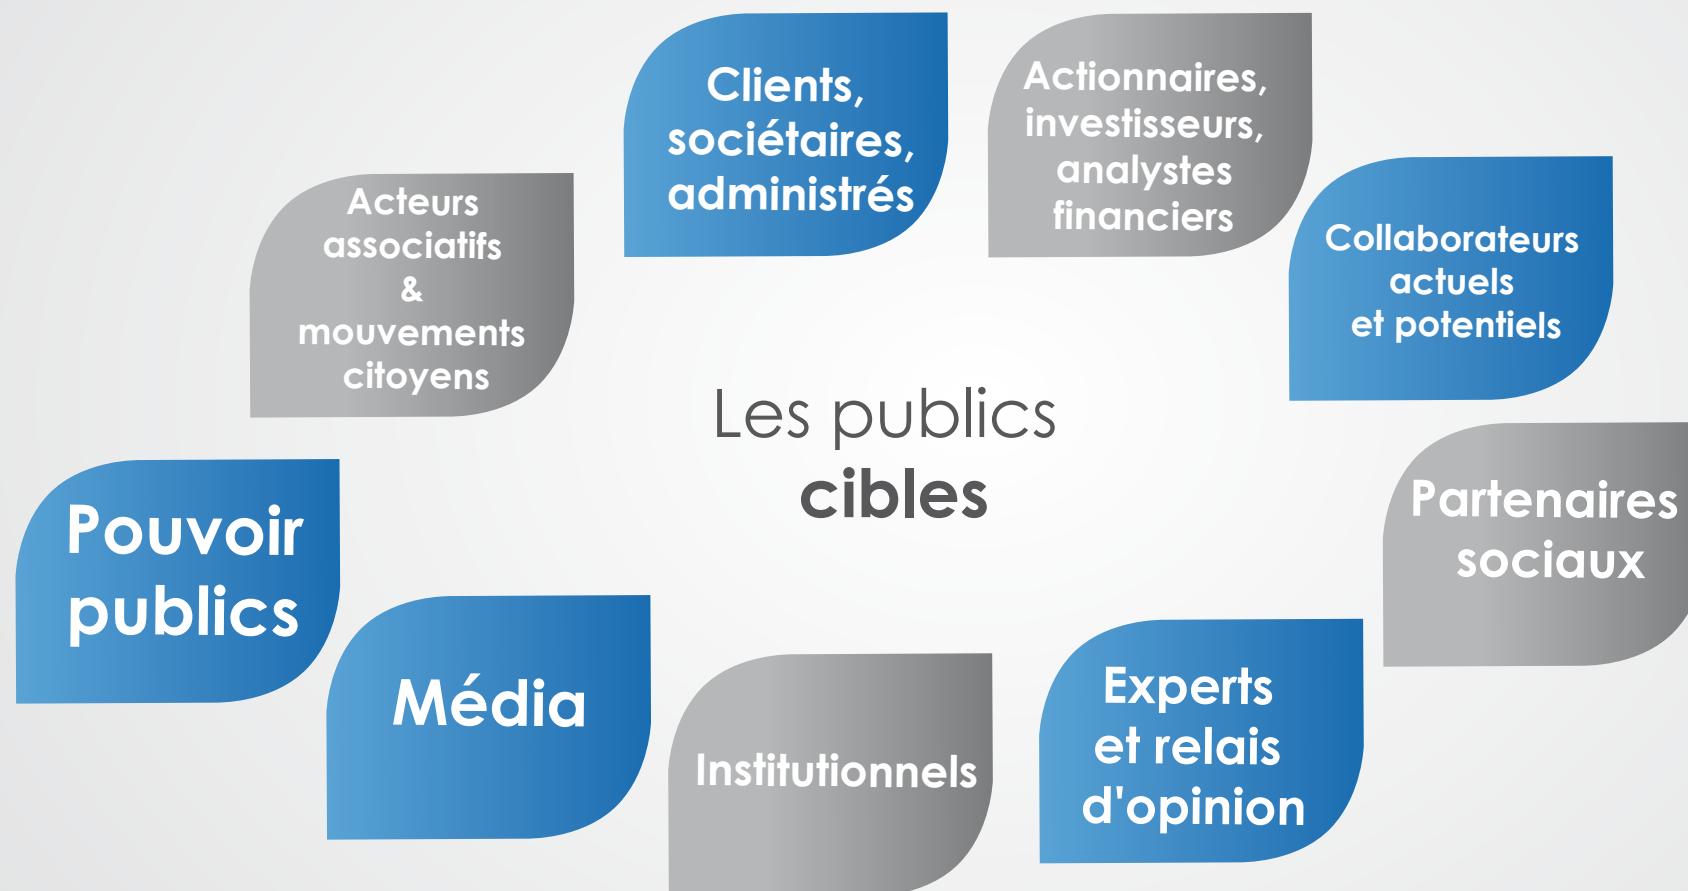 Clients,
sociétaires,
administrés
Actionnaires,
investisseurs,
analystes
financiers
Acteurs
associatifs
&
mouvements
citoyens
Collaborateurs
actuels
et potentiels
Les publics
cibles
Pouvoir
publics
Partenaires
sociaux
Média
Institutionnels
Experts
et relais
d'opinion